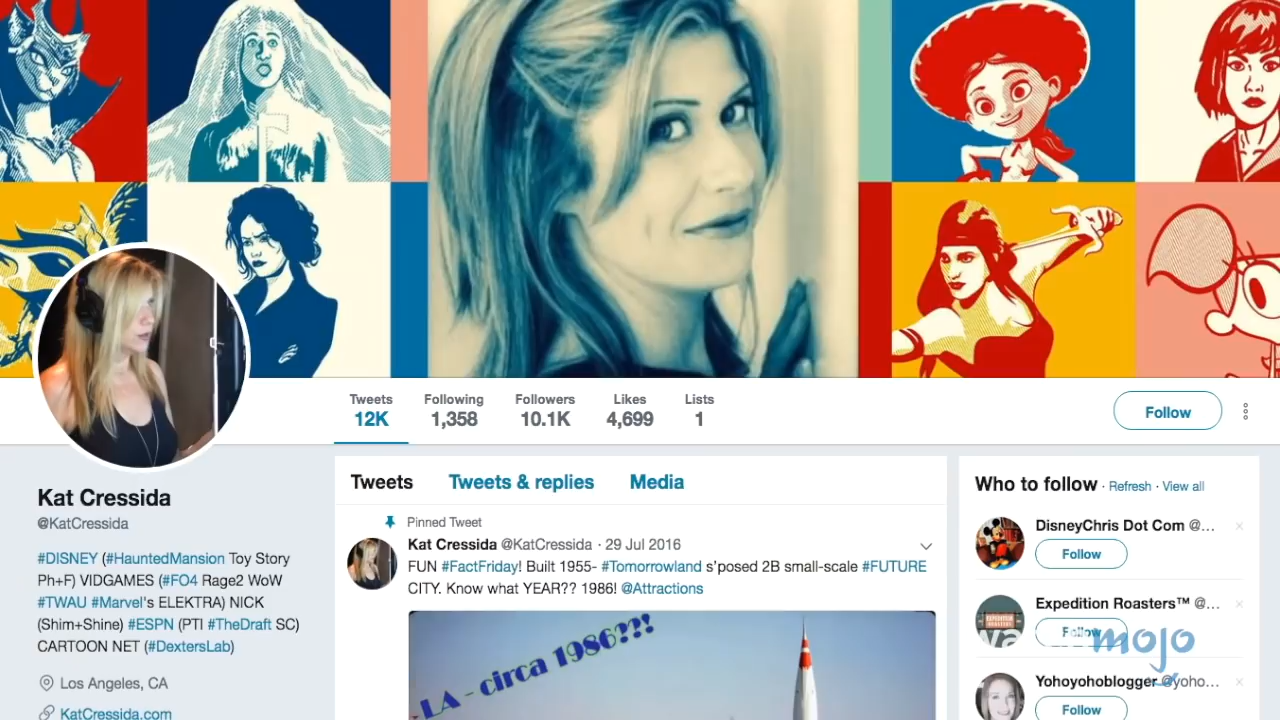 Tweets
12K
Following
1,358
Followers
10.1K
Likes
4,699
Lists
1
Follow
Kat Cressida
@KatCressida
#DISNEY (#HauntedMansion Toy Story
Ph+F) VIDGAMES (#FO4 Rage2 WoW
#TWAU #Marvel's ELEKTRA) NICK
(Shim+Shine) #ESPN (PTI #TheDraft SC)
CARTOON NET (#DextersLab)
Los Angeles, CA
KatCressida.com
Tweets Tweets & replies Media
Pinned Tweet
Kat Cressida @KatCressida · 29 Jul 2016
FUN #FactFriday! Built 1955- #Tomorrowland s'posed 2B small-scale #FUTURE
CITY. Know what YEAR?? 1986! @Attractions
LA - circa 1986???!
Who to follow · Refresh · View all
DisneyChris Dot Com @...
Follow
Expedition Roasters™ @...
Follow
mojo
Yohoyohoblogger @yoho...
Follow